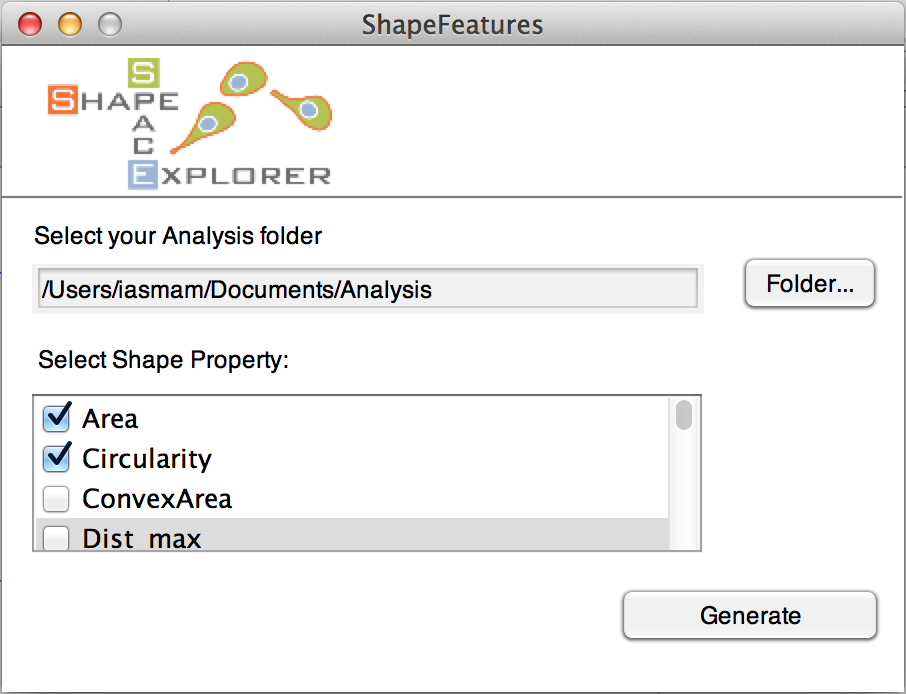 ShapeFeatures
SHAPE
SPACE
EXPLORER
Select your Analysis folder
/Users/iasmam/Documents/Analysis
Folder...
Select Shape Property:
Area
Circularity
ConvexArea
Dist_max
Generate